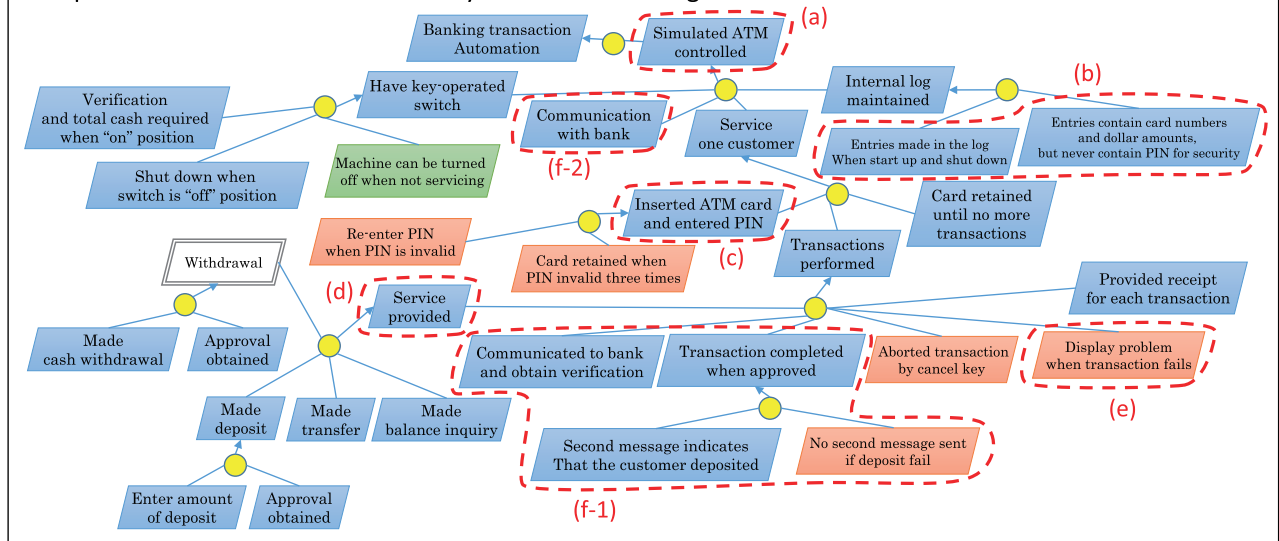 (a)
Banking transaction
Automation
Simulated ATM
controlled
(b)
Verification
and total cash required
when “on” position
Have key-operated
switch
Internal log
maintained
Communication
with bank
(f-2)
Service
one customer
Entries made in the log
When start up and shut down
Entries contain card numbers
and dollar amounts,
but never contain PIN for security
Shut down when
switch is “off” position
Machine can be turned
off when not servicing
Inserted ATM card
and entered PIN
(c)
Card retained
until no more
transactions
Re-enter PIN
when PIN is invalid
Card retained when
PIN invalid three times
Transactions
performed
Withdrawal
(d)
Service
provided
Provided receipt
for each transaction
Made
cash withdrawal
Approval
obtained
Communicated to bank
and obtain verification
Transaction completed
when approved
Aborted transaction
by cancel key
Display problem
when transaction fails
(e)
Made
deposit
Made
transfer
Made
balance inquiry
Second message indicates
That the customer deposited
No second message sent
if deposit fail
(f-1)
Enter amount
of deposit
Approval
obtained